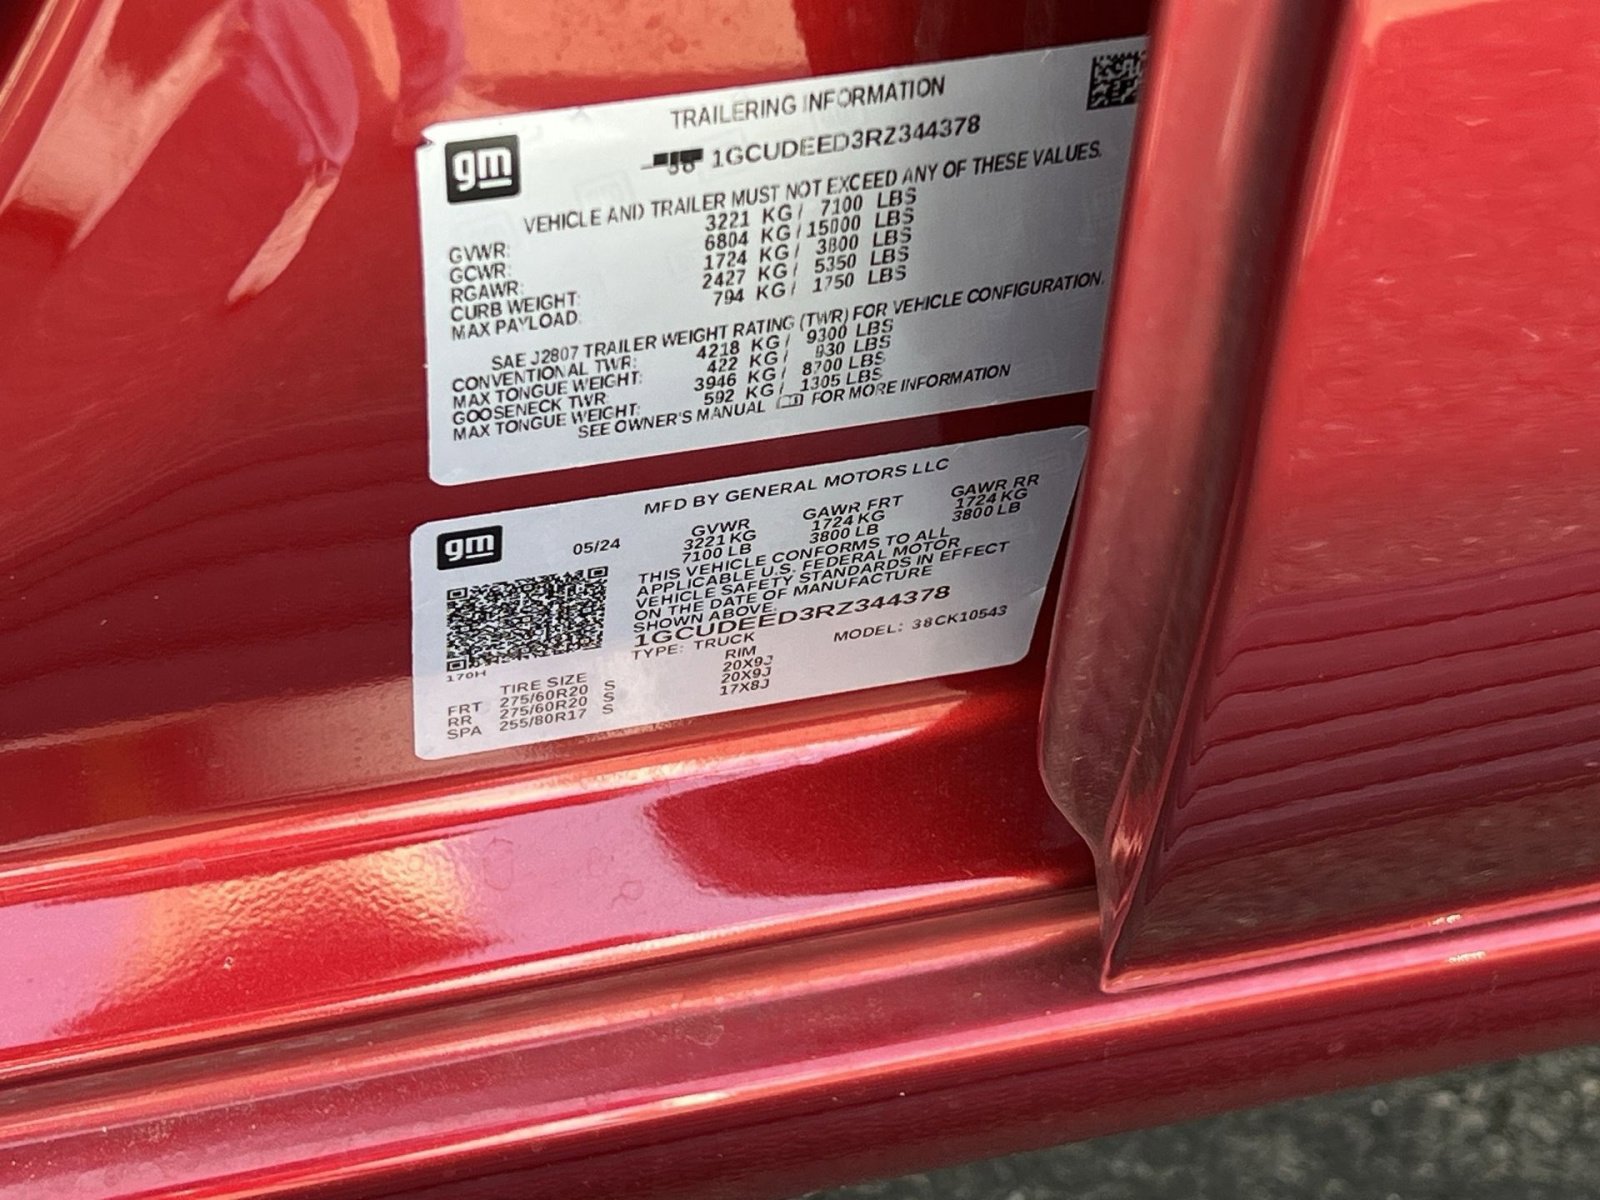 gm
TRAILERING INFORMATION
1GCUDEED3RZ344378
VEHICLE AND TRAILER MUST NOT EXCEED ANY OF THESE VALUES.
GVWR: 3221 KG / 7100 LBS
GCWR: 6804 KG / 15000 LBS
RGAWR: 1724 KG / 3800 LBS
CURB WEIGHT: 2427 KG / 5350 LBS
MAX PAYLOAD: 794 KG / 1750 LBS
SAE J2807 TRAILER WEIGHT RATING (TWR) FOR VEHICLE CONFIGURATION.
CONVENTIONAL TWR: 4218 KG / 9300 LBS
MAX TONGUE WEIGHT: 422 KG / 930 LBS
GOOSENECK TWR: 3946 KG / 8700 LBS
MAX TONGUE WEIGHT: 592 KG / 1305 LBS
SEE OWNER'S MANUAL FOR MORE INFORMATION
gm
MFD BY GENERAL MOTORS LLC
05/24
GVWR GAWR FRT GAWR RR
3221 KG 1724 KG 1724 KG
7100 LB 3800 LB 3800 LB
THIS VEHICLE CONFORMS TO ALL
APPLICABLE U.S. FEDERAL MOTOR
VEHICLE SAFETY STANDARDS IN EFFECT
ON THE DATE OF MANUFACTURE
SHOWN ABOVE.
1GCUDEED3RZ344378
TYPE: TRUCK MODEL: 38CK10543
170H
TIRE SIZE RIM
FRT 275/60R20 S 20X9J
RR 275/60R20 S 20X9J
SPA 255/80R17 S 17X8J